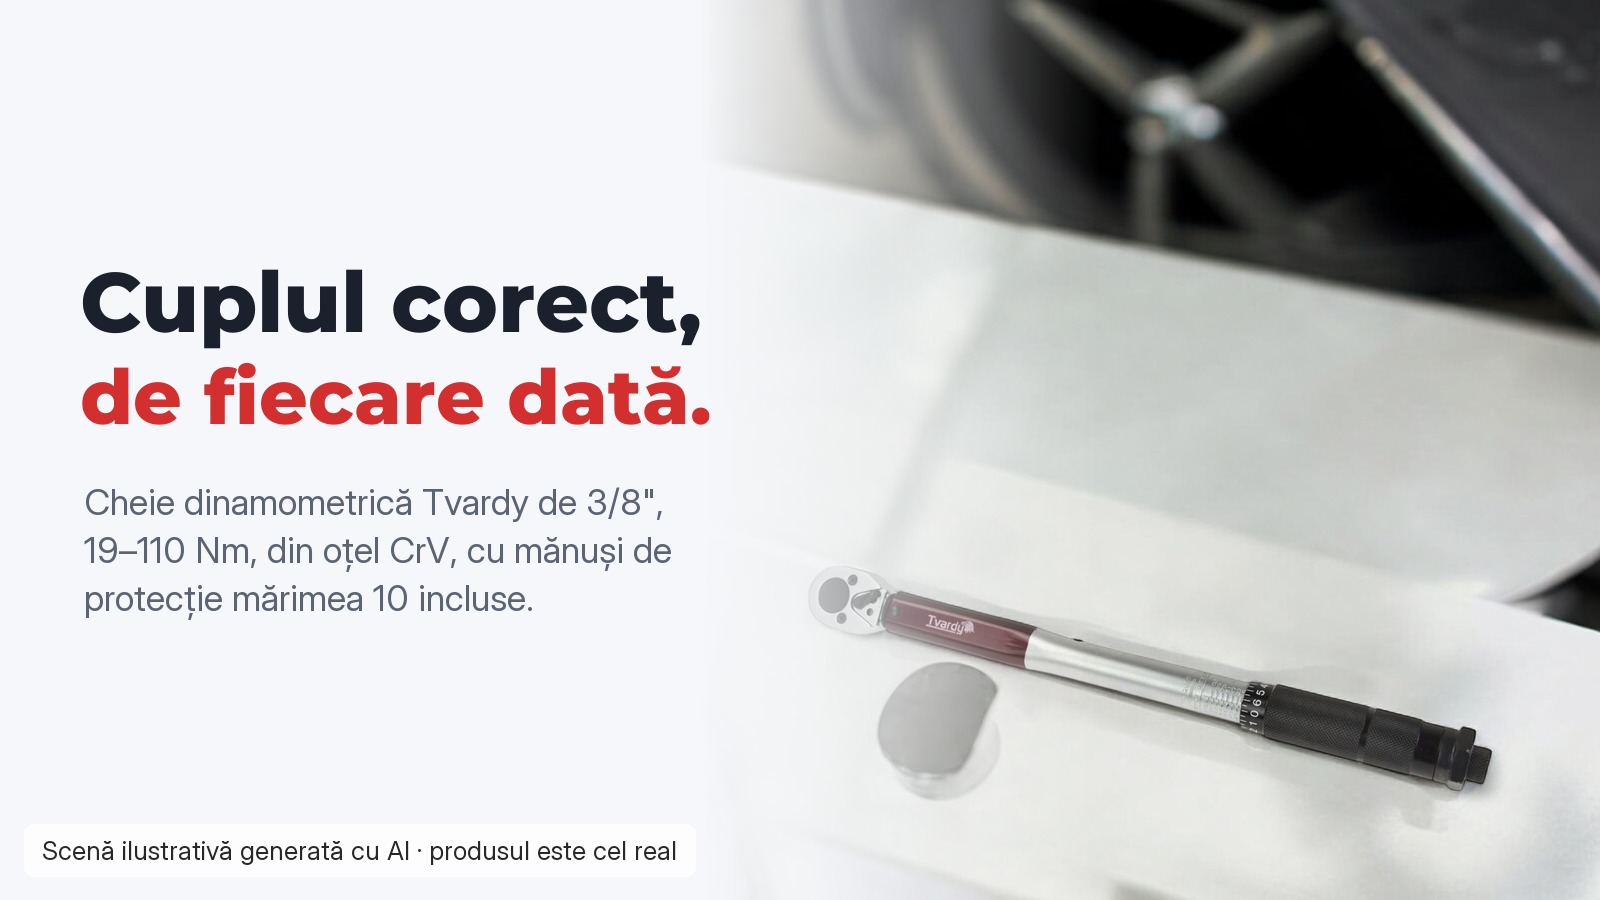 Cuplul corect,
de fiecare dată.
Cheie dinamometrică Tvardy de 3/8",
19–110 Nm, din oțel CrV, cu mănuși de
protecție mărimea 10 incluse.
Tvardy
Scenă ilustrativă generată cu AI · produsul este cel real